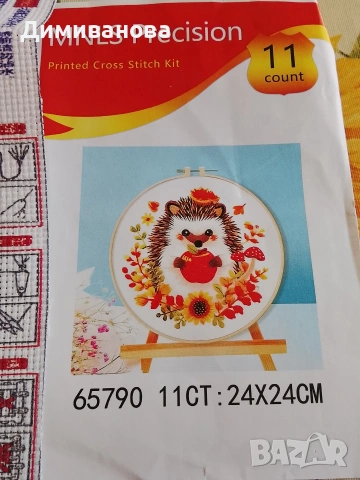 Димиванова
MNLS Precision
Printed Cross Stitch Kit
11
count
65790 11CT:24X24CM
BAZAR